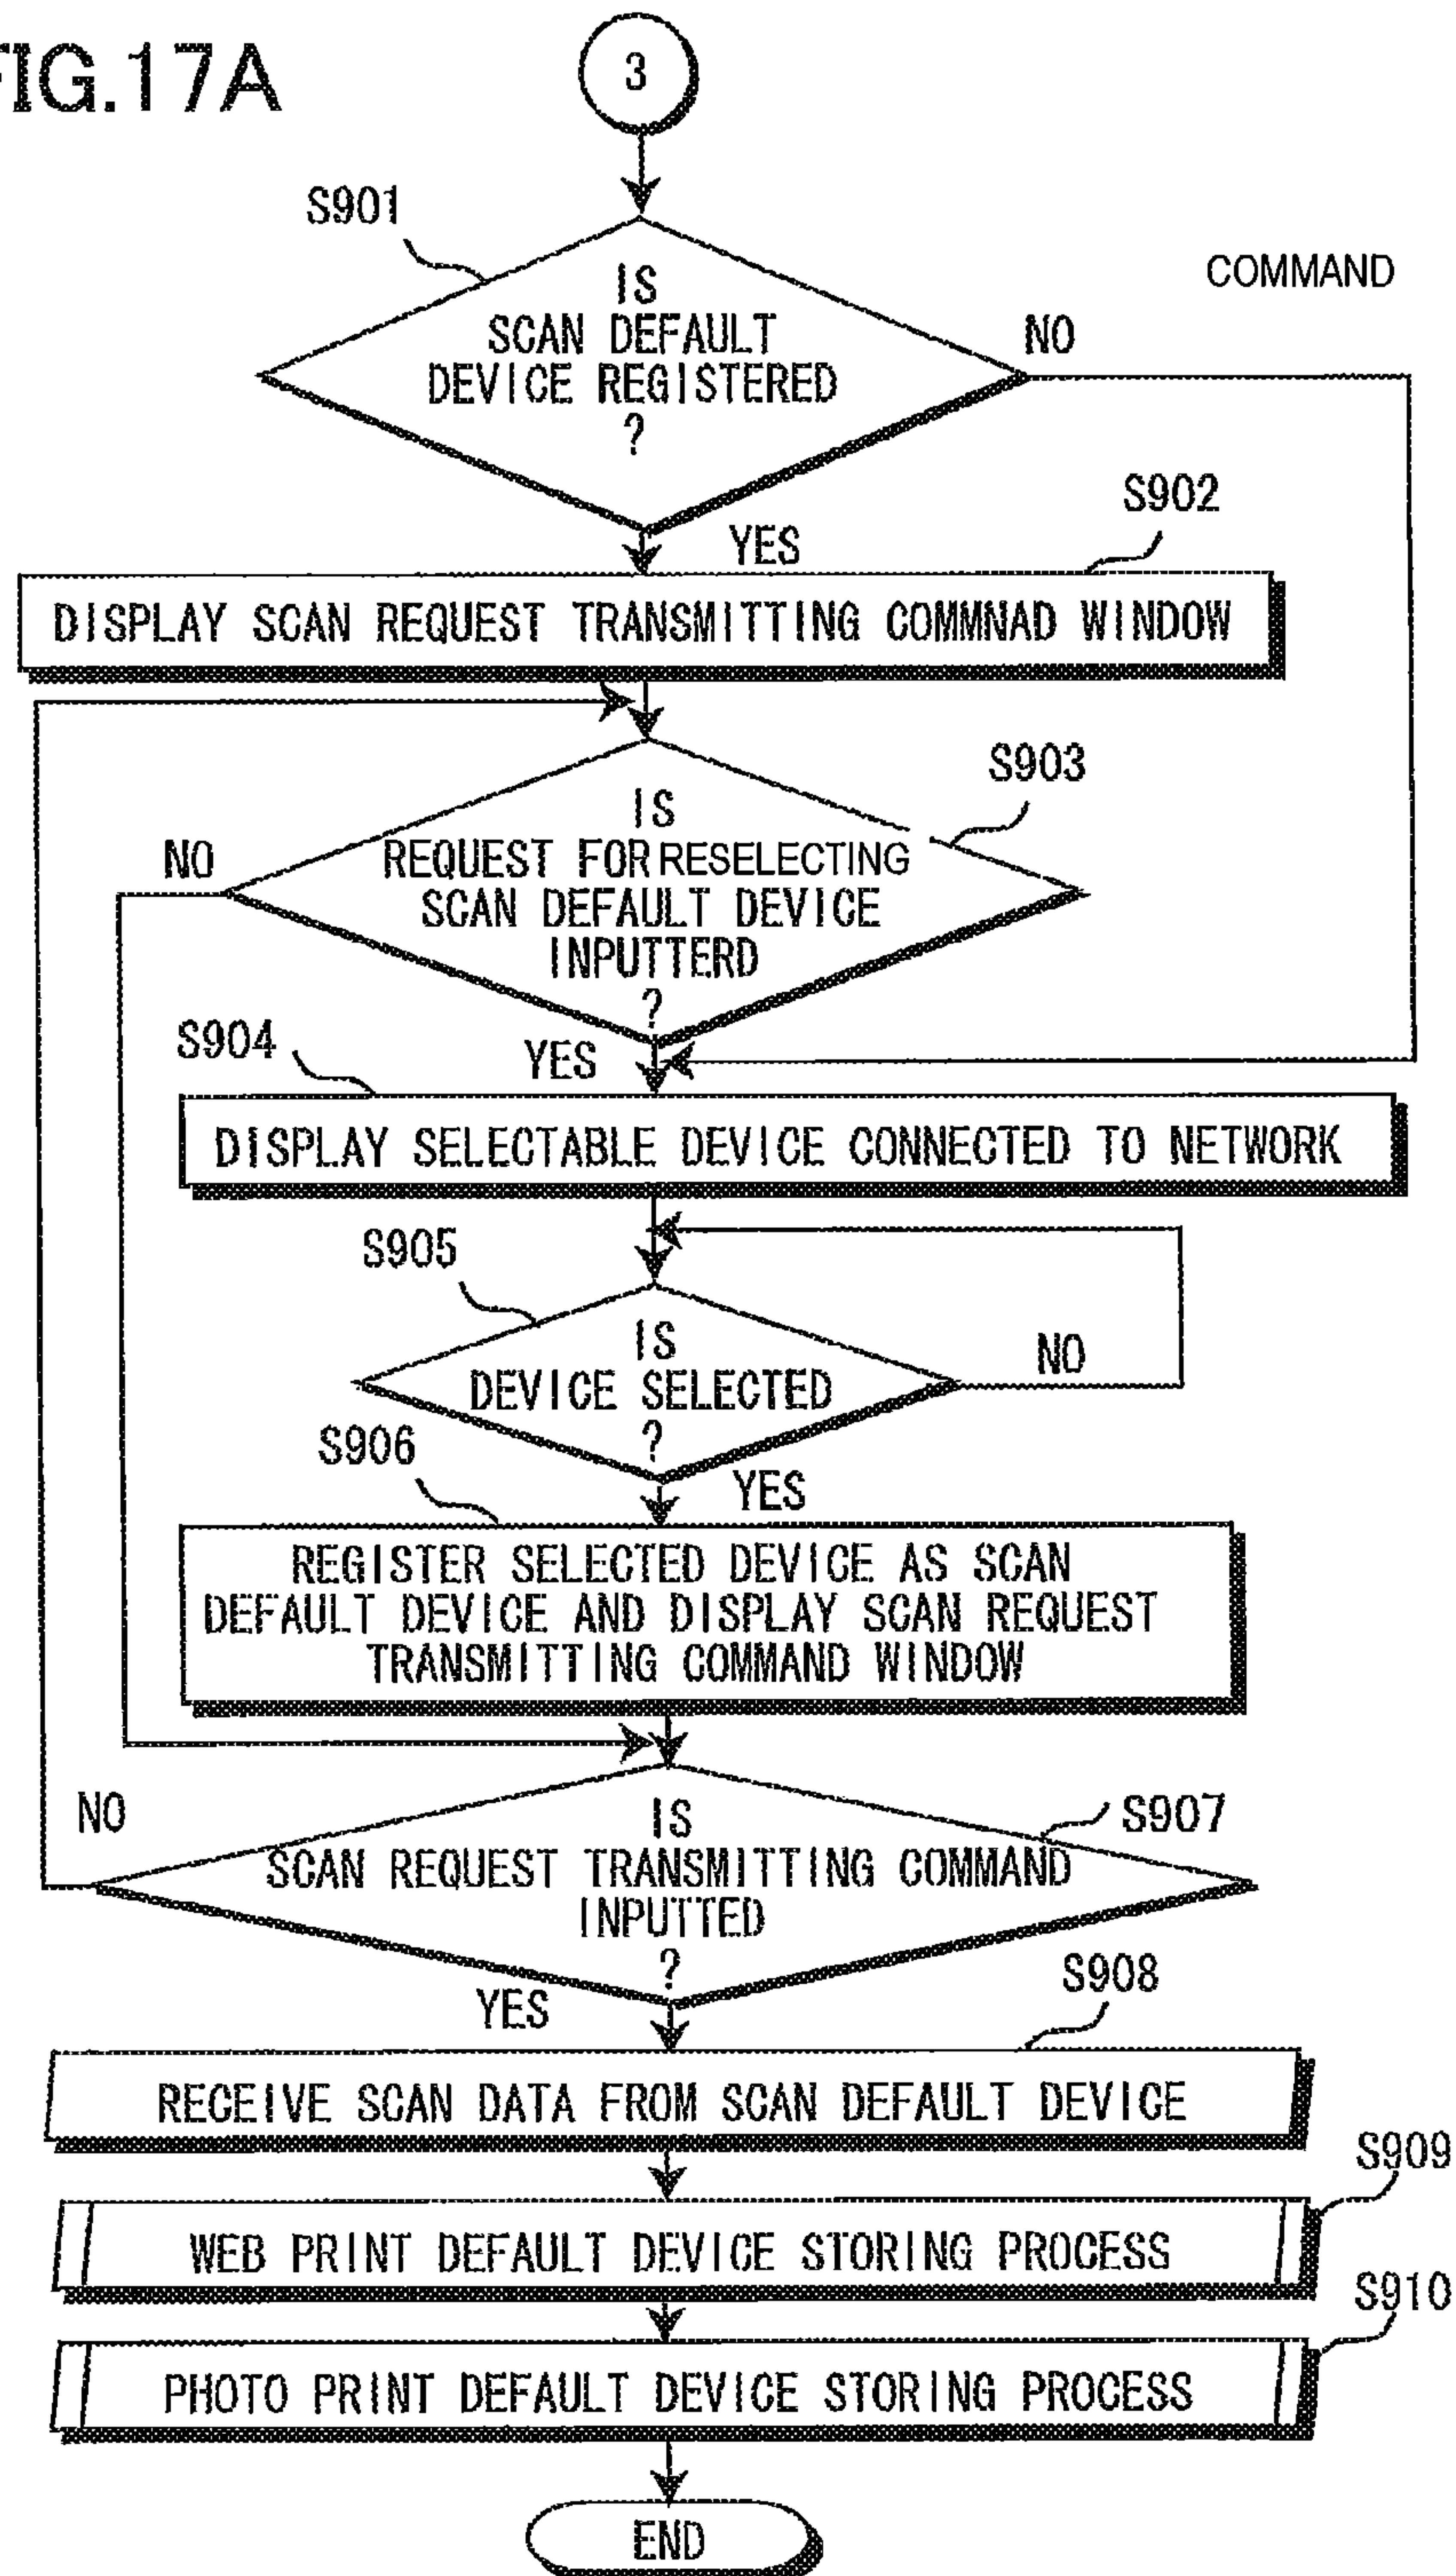 FIG.17A
3
S901
IS
SCAN DEFAULT
DEVICE REGISTERED
?
COMMAND
NO
YES
S902
DISPLAY SCAN REQUEST TRANSMITTING COMMNAD WINDOW
S903
IS
REQUEST FOR RESELECTING
SCAN DEFAULT DEVICE
INPUTTERD
?
NO
YES
S904
DISPLAY SELECTABLE DEVICE CONNECTED TO NETWORK
S905
IS
DEVICE SELECTED
?
NO
YES
S906
REGISTER SELECTED DEVICE AS SCAN
DEFAULT DEVICE AND DISPLAY SCAN REQUEST
TRANSMITTING COMMAND WINDOW
NO
S907
IS
SCAN REQUEST TRANSMITTING COMMAND
INPUTTED
?
YES
S908
RECEIVE SCAN DATA FROM SCAN DEFAULT DEVICE
S909
WEB PRINT DEFAULT DEVICE STORING PROCESS
S910
PHOTO PRINT DEFAULT DEVICE STORING PROCESS
END